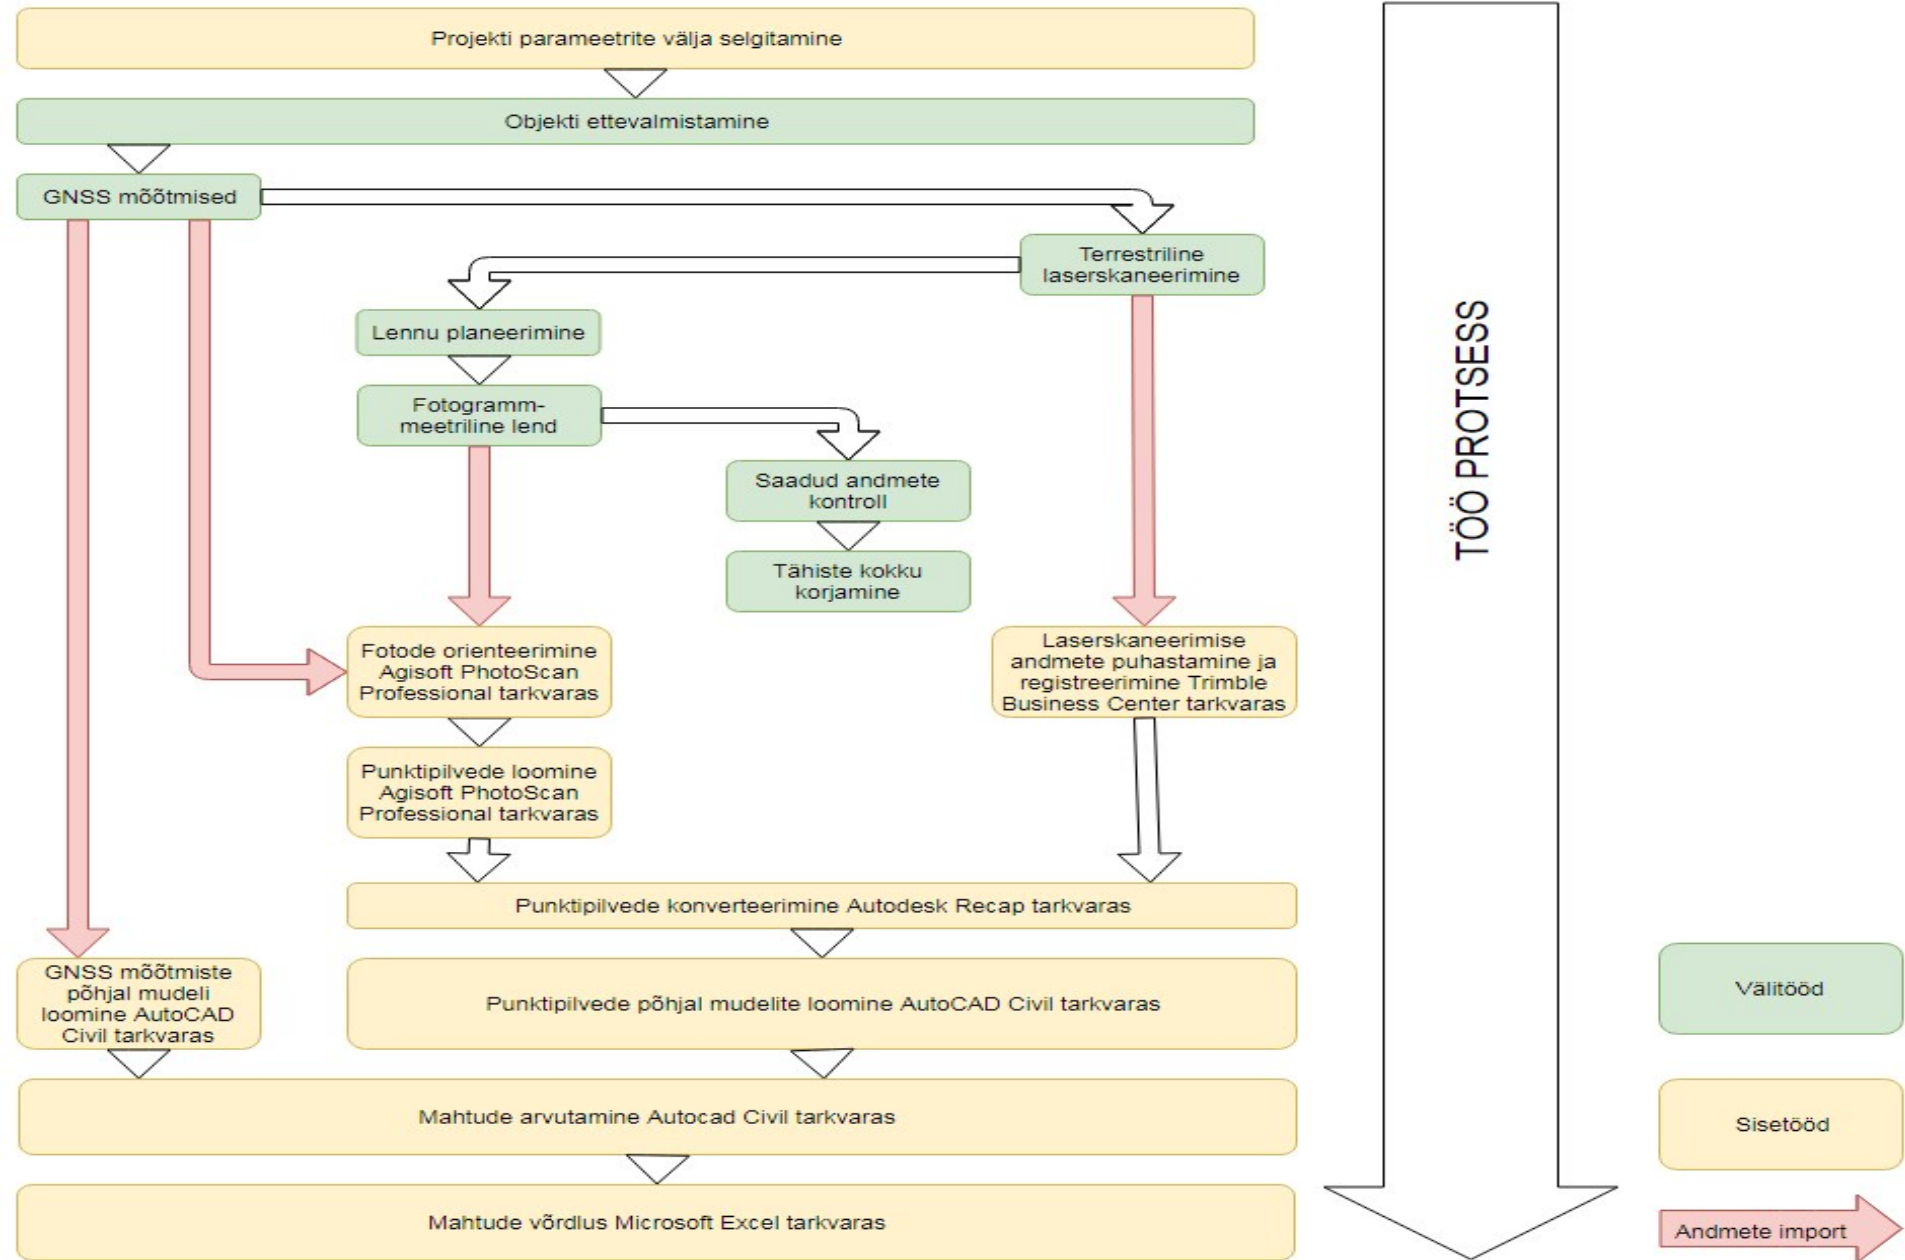 Projekti parameetrite välja selgitamine
Objekti ettevalmistamine
GNSS mõõtmised
Terrestriline
laserskaneerimine
Lennu planeerimine
Fotogramm-
meetriline lend
Saadud andmete
kontroll
Tähiste kokku
korjamine
Fotode orienteerimine
Agisoft PhotoScan
Professional tarkvaras
Laserskaneerimise
andmete puhastamine ja
registreerimine Trimble
Business Center tarkvaras
Punktipilvede loomine
Agisoft PhotoScan
Professional tarkvaras
Punktipilvede konverteerimine Autodesk Recap tarkvaras
GNSS mõõtmiste
põhjal mudeli
loomine AutoCAD
Civil tarkvaras
Punktipilvede põhjal mudelite loomine AutoCAD Civil tarkvaras
Mahtude arvutamine Autocad Civil tarkvaras
Mahtude võrdlus Microsoft Excel tarkvaras
TÖÖ PROTSESS
Välitööd
Sisetööd
Andmete import